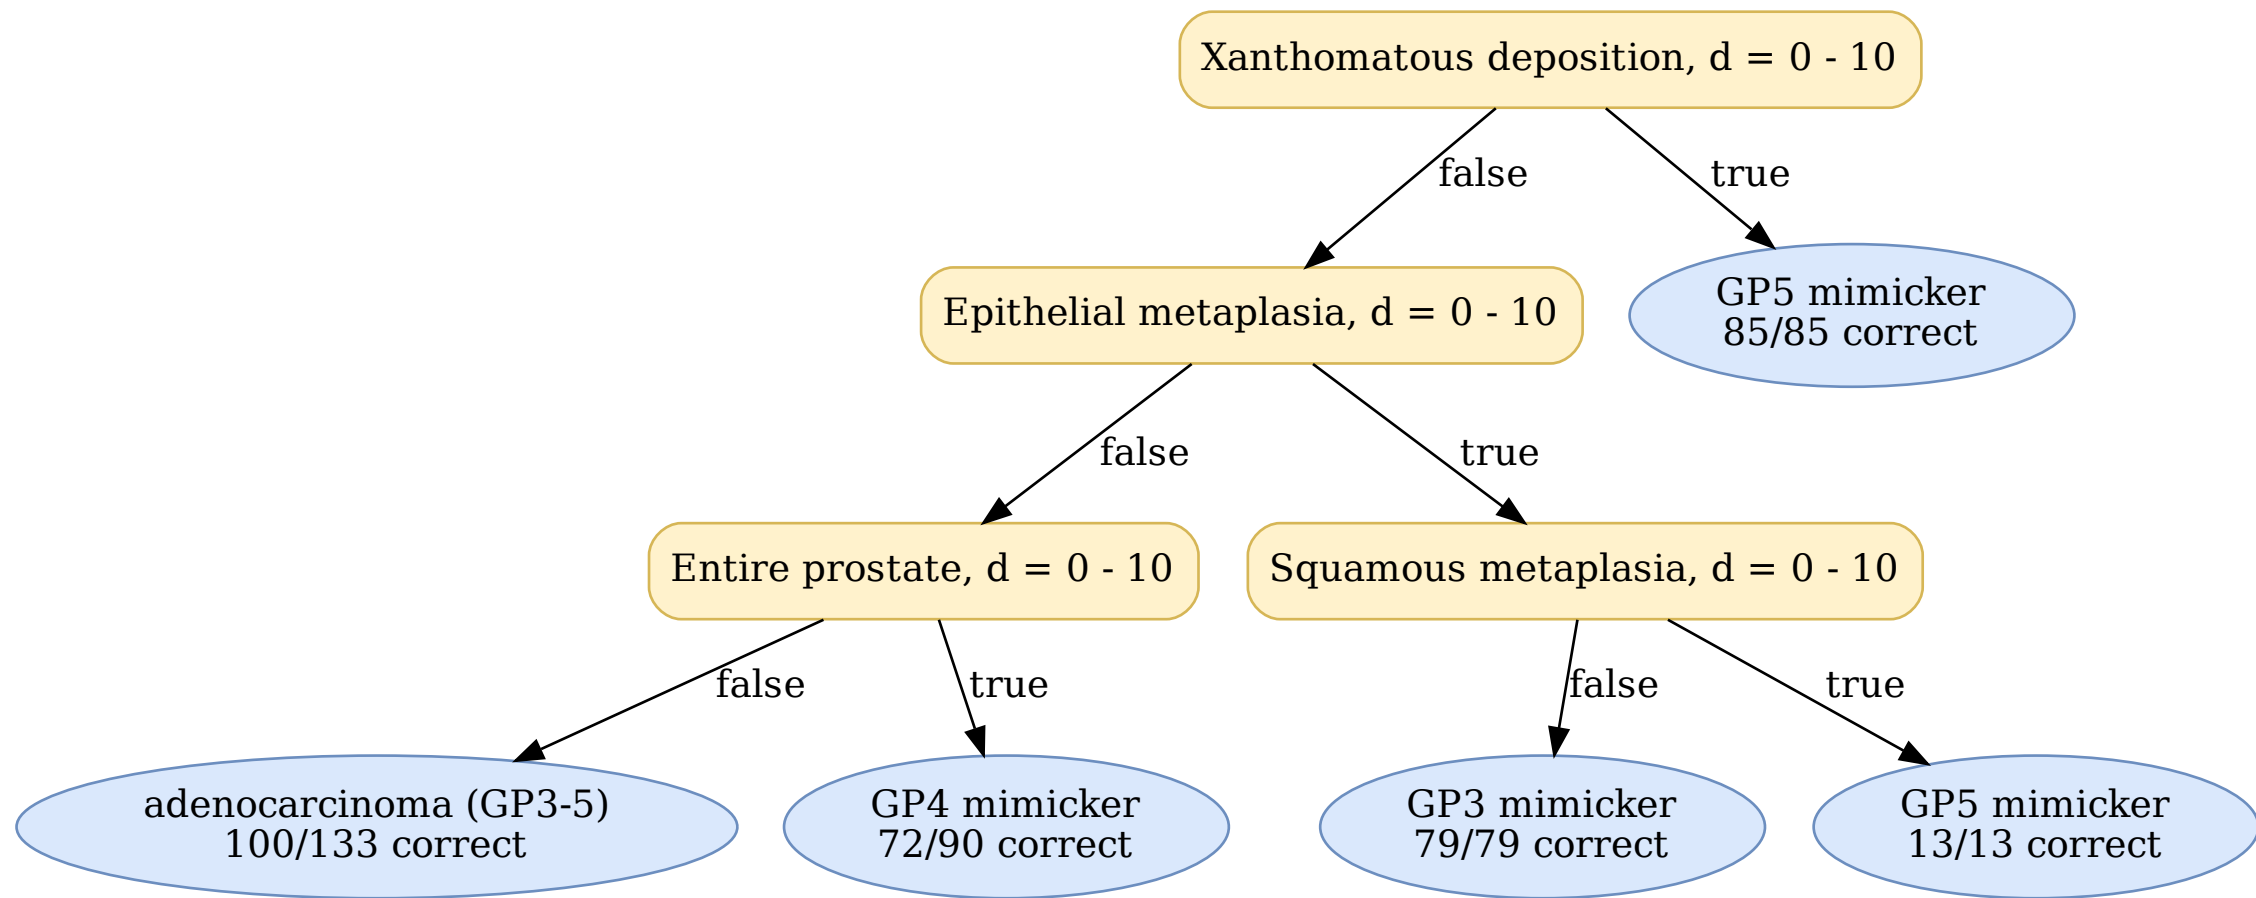 Xanthomatous deposition, d = 0 - 10
false
true
Epithelial metaplasia, d = 0 - 10
GP5 mimicker
85/85 correct
false
true
Entire prostate, d = 0 - 10
Squamous metaplasia, d = 0 - 10
false
true
false
true
adenocarcinoma (GP3-5)
100/133 correct
GP4 mimicker
72/90 correct
GP3 mimicker
79/79 correct
GP5 mimicker
13/13 correct